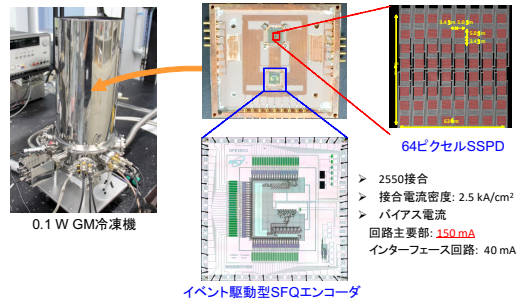 64ピクセルSSPD
➢ 2550接合
➢ 接合電流密度: 2.5 kA/cm²
➢ バイアス電流
回路主要部: 150 mA
インターフェース回路: 40 mA
0.1 W GM冷凍機
イベント駆動型SFQエンコーダ